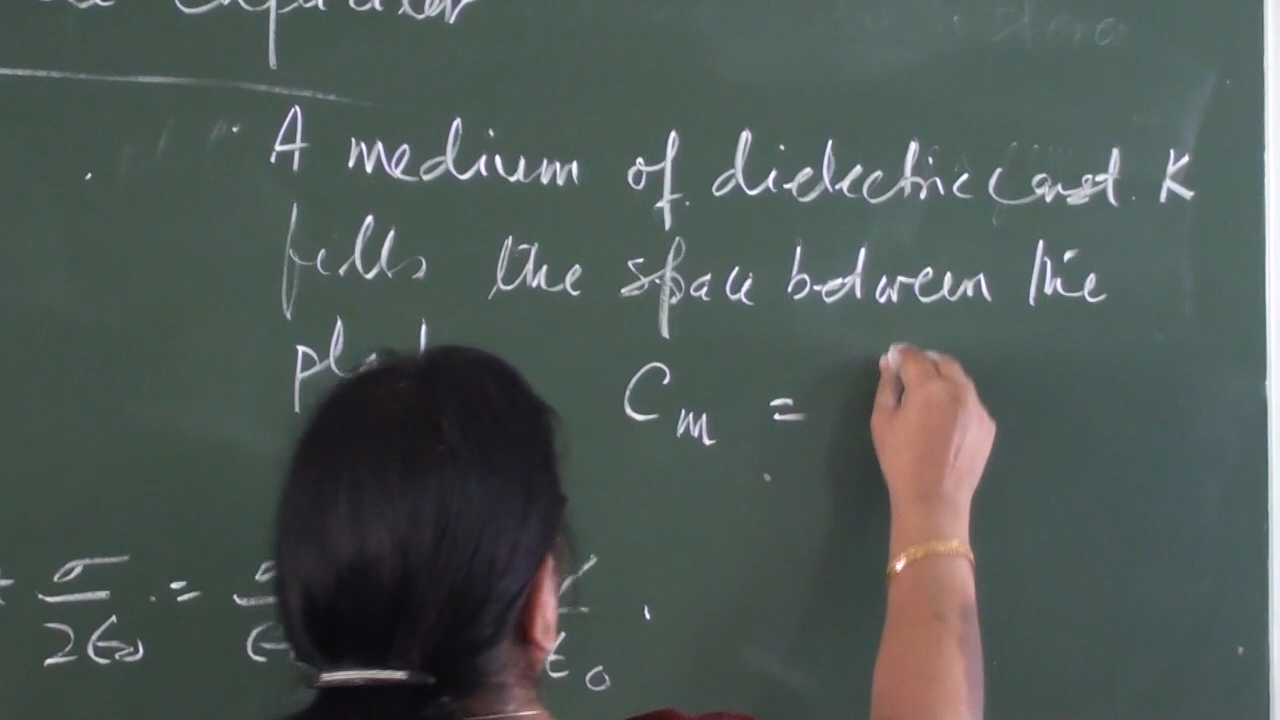 A medium of dielectric const. K
fills the space between the
Cm =
σ/2ε₀ =